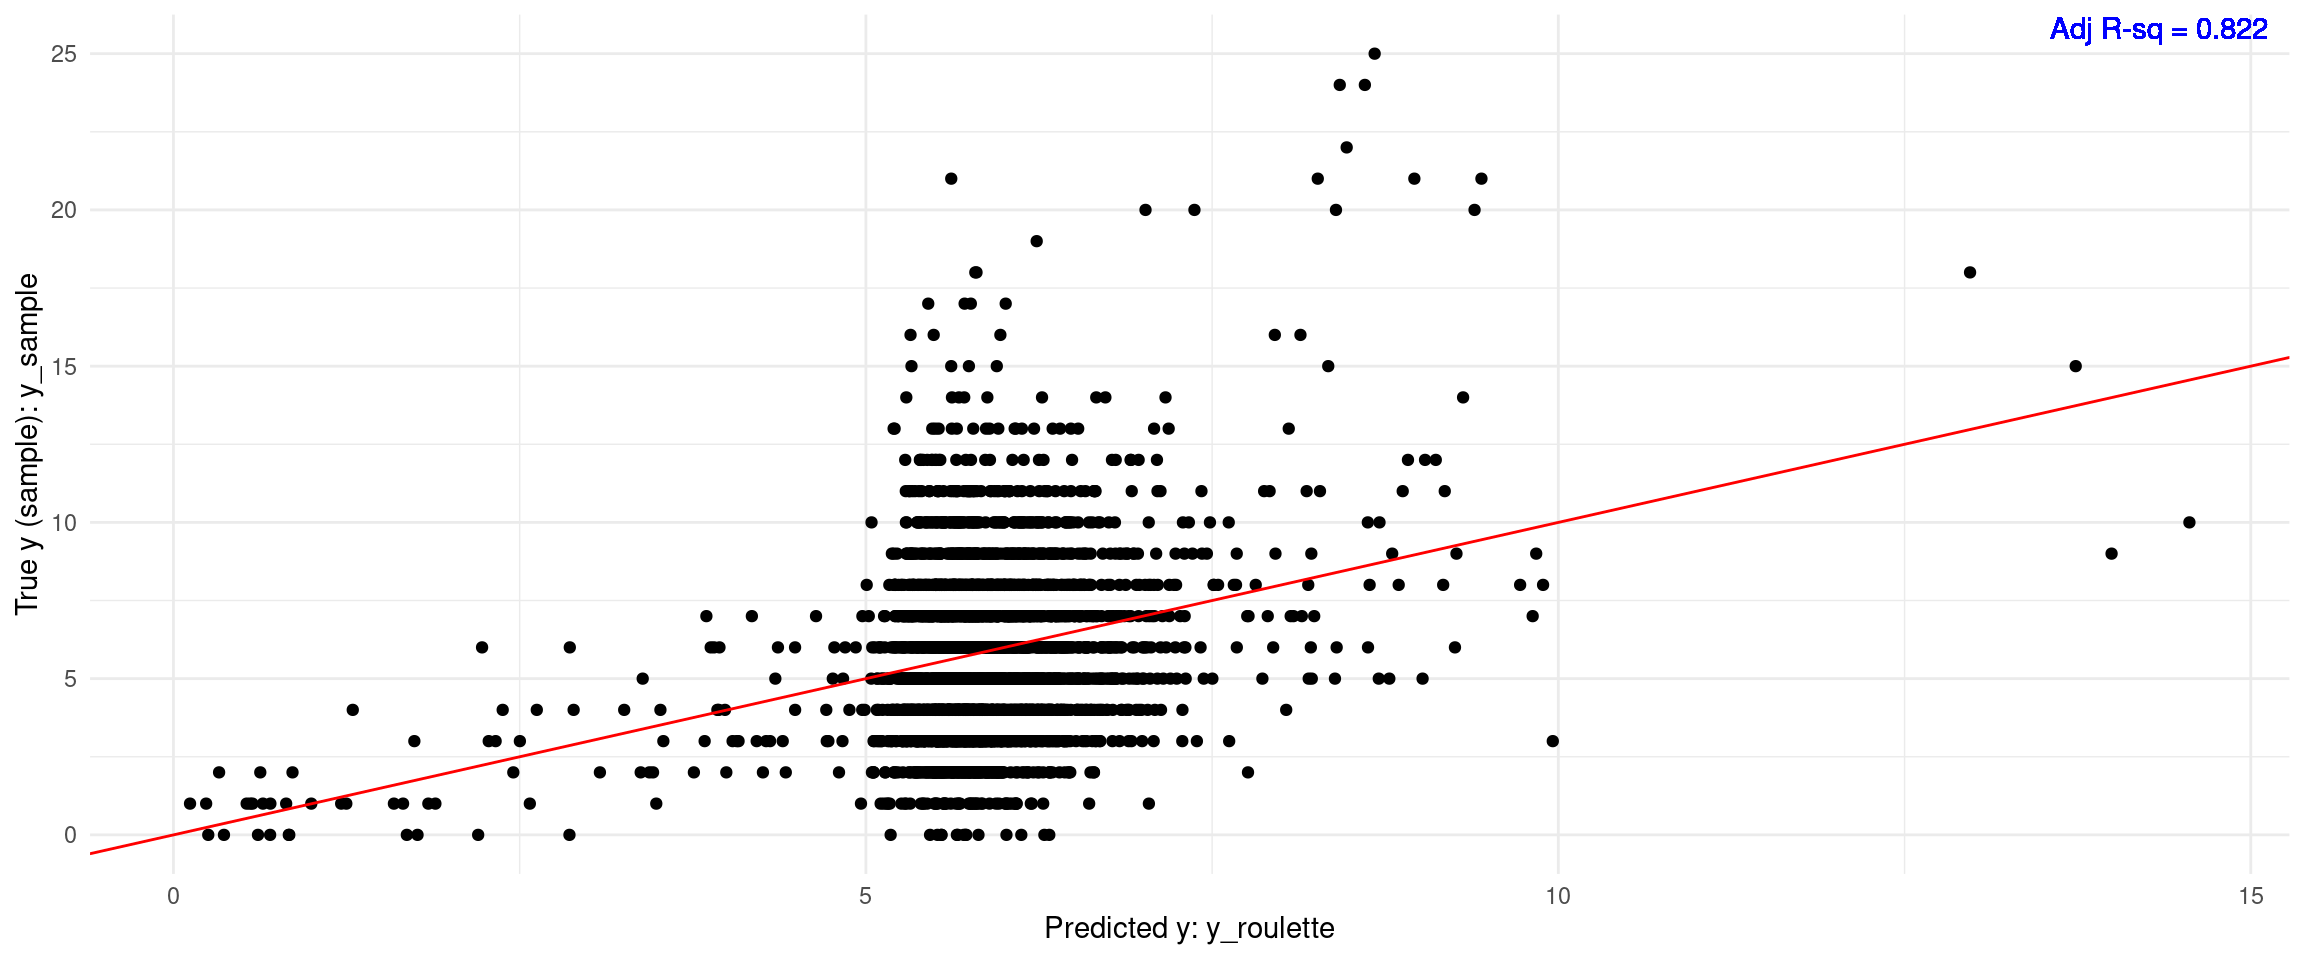 Adj R-sq = 0.822
25
20
15
10
5
0
True y (sample): y_sample
0 5 10 15
Predicted y: y_roulette